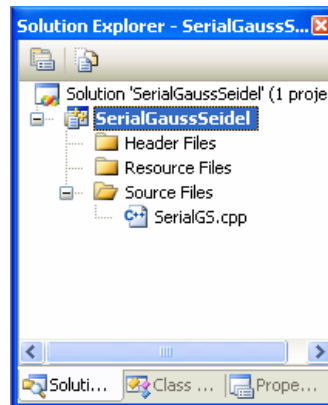 Solution Explorer - SerialGaussS...
Solution 'SerialGaussSeidel' (1 proje
SerialGaussSeidel
Header Files
Resource Files
Source Files
SerialGS.cpp
Soluti... Class ... Prope...